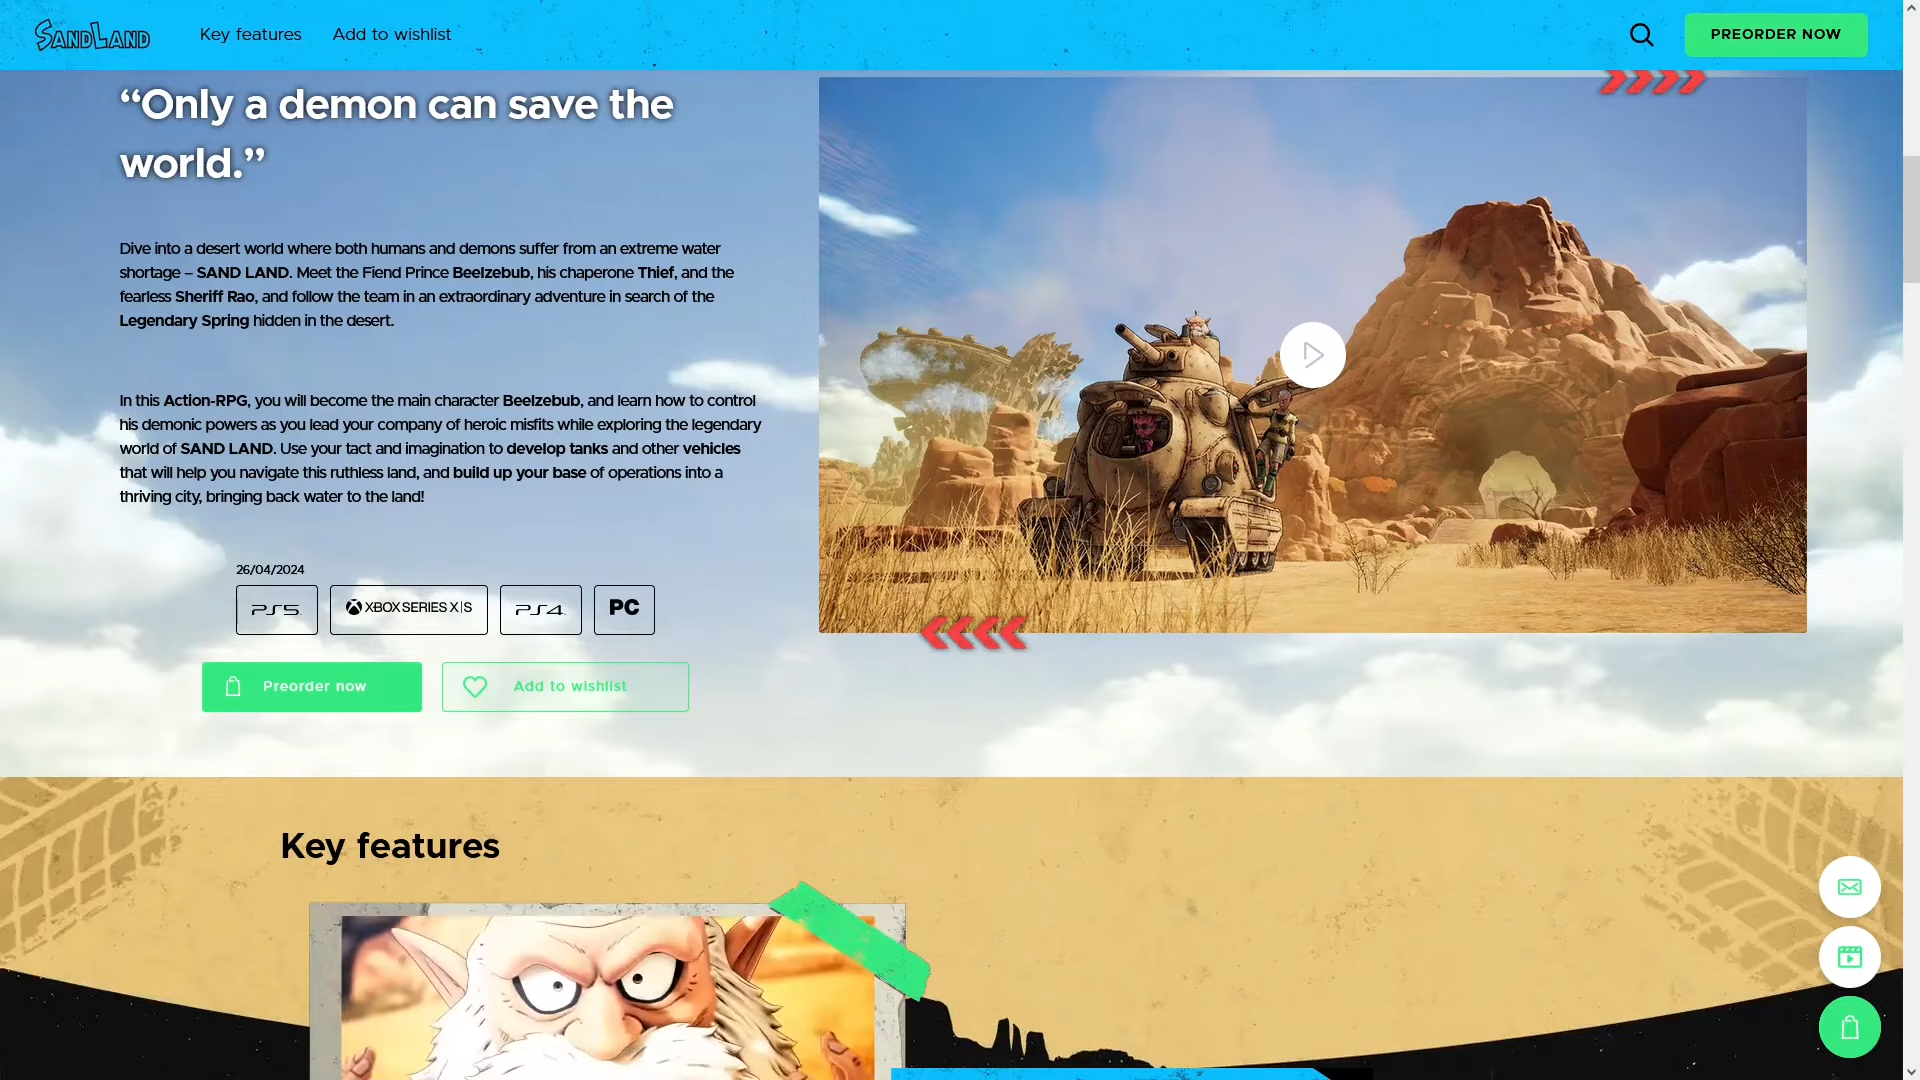 SANDLAND
Key features
Add to wishlist
PREORDER NOW
“Only a demon can save the
world.”
Dive into a desert world where both humans and demons suffer from an extreme water
shortage – SAND LAND. Meet the Fiend Prince Beelzebub, his chaperone Thief, and the
fearless Sheriff Rao, and follow the team in an extraordinary adventure in search of the
Legendary Spring hidden in the desert.
In this Action-RPG, you will become the main character Beelzebub, and learn how to control
his demonic powers as you lead your company of heroic misfits while exploring the legendary
world of SAND LAND. Use your tact and imagination to develop tanks and other vehicles
that will help you navigate this ruthless land, and build up your base of operations into a
thriving city, bringing back water to the land!
26/04/2024
PS5
XBOX SERIES X|S
PS4
PC
Preorder now
Add to wishlist
Key features